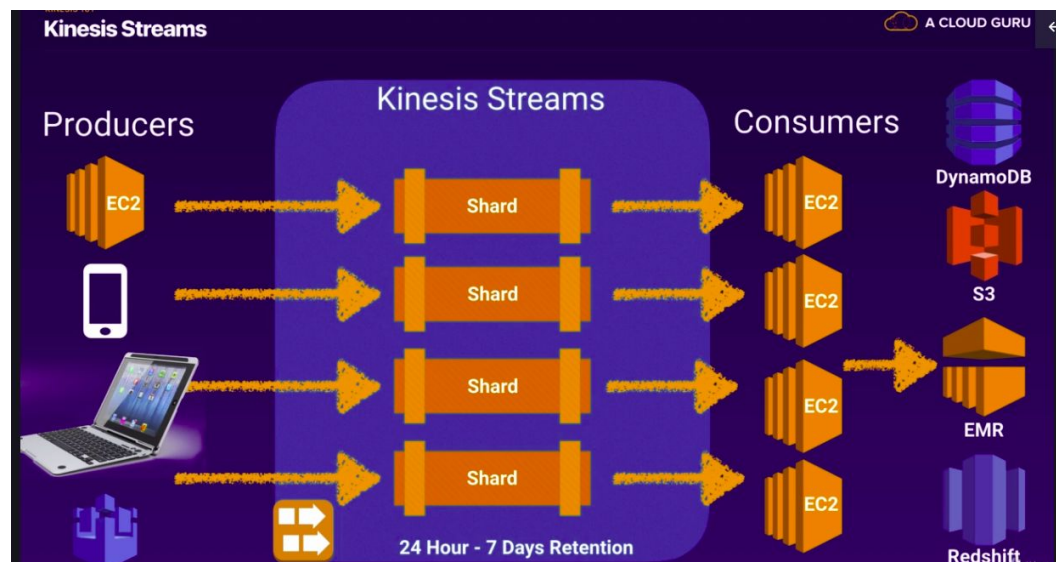 Kinesis Streams
A CLOUD GURU
Kinesis Streams
Producers
Consumers
DynamoDB
EC2
Shard
EC2
S3
Shard
EC2
EMR
Shard
EC2
Redshift
Shard
EC2
24 Hour - 7 Days Retention